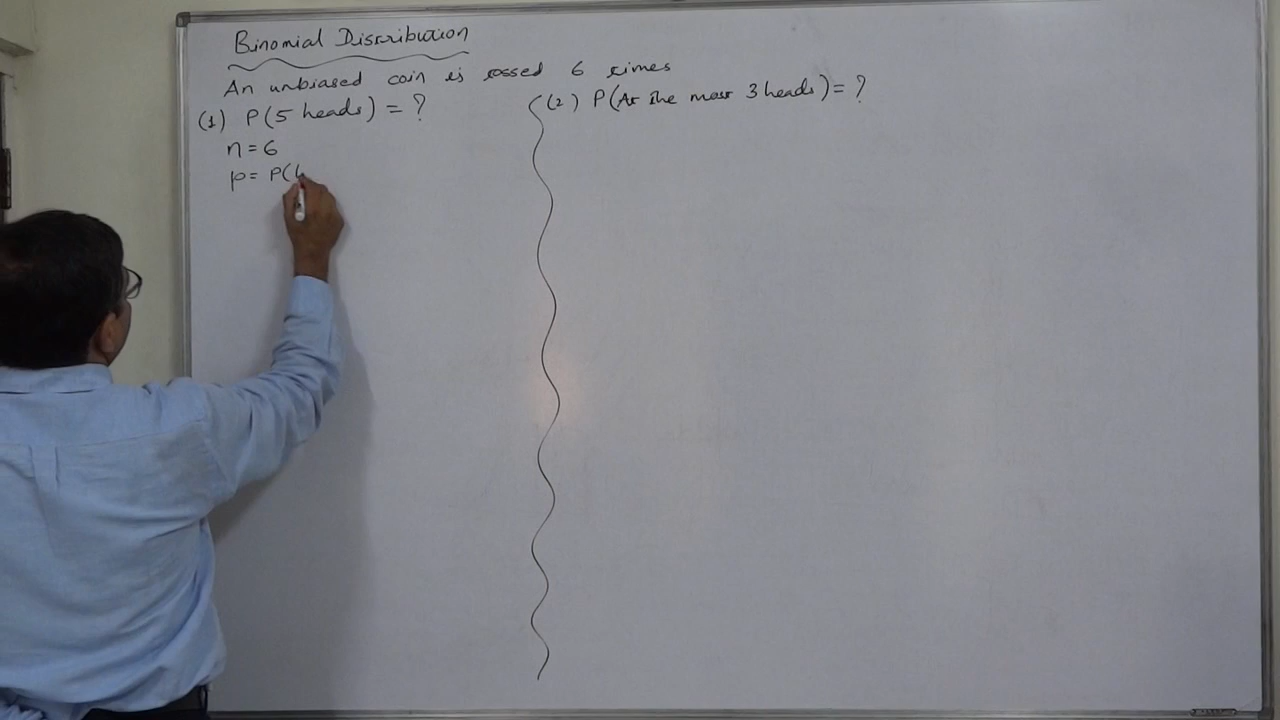 Binomial Distribution
An unbiased coin is tossed 6 times
(1) P(5 heads) = ?
n = 6
p = P(
(2) P(At the most 3 heads) = ?